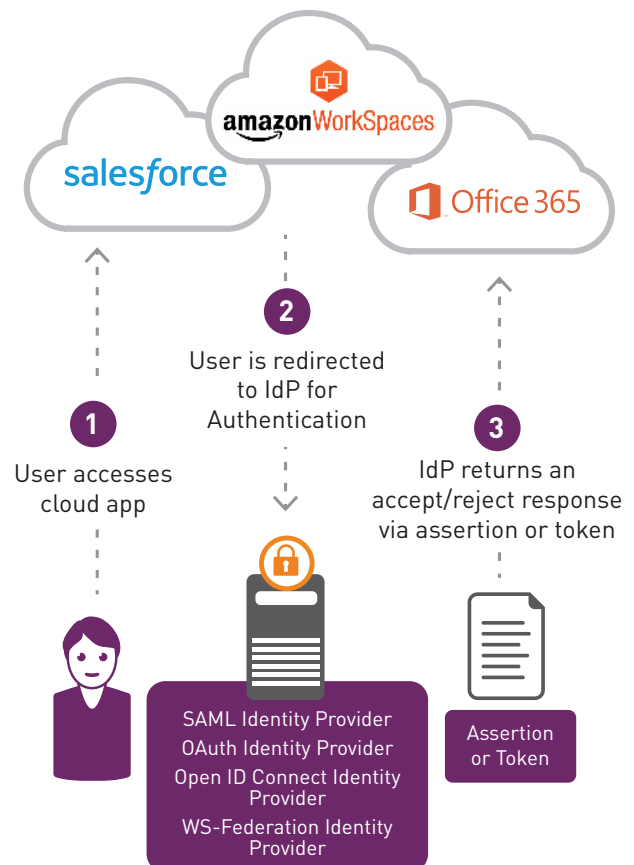 amazon WorkSpaces
salesforce
Office 365
1
User accesses
cloud app
2
User is redirected
to IdP for
Authentication
3
IdP returns an
accept/reject response
via assertion or token
SAML Identity Provider
OAuth Identity Provider
Open ID Connect Identity
Provider
WS-Federation Identity
Provider
Assertion
or Token